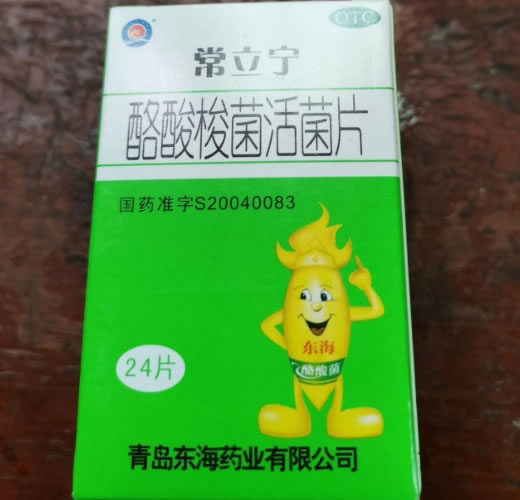 OTC
常立宁
酪酸梭菌活菌片
国药准字S20040083
东海
酪酸菌
24片
青岛东海药业有限公司